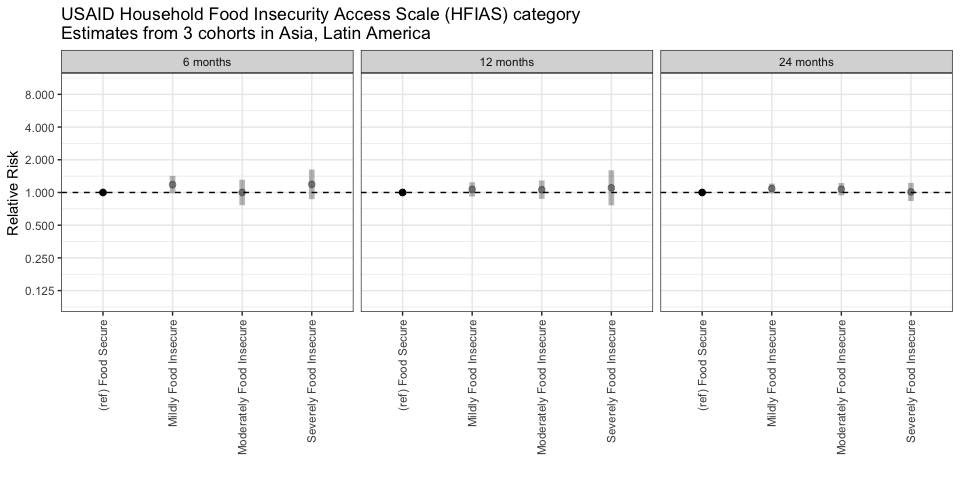 USAID Household Food Insecurity Access Scale (HFIAS) category
Estimates from 3 cohorts in Asia, Latin America
6 months
12 months
24 months
Relative Risk
8.000
4.000
2.000
1.000
0.500
0.250
0.125
(ref) Food Secure
Mildly Food Insecure
Moderately Food Insecure
Severely Food Insecure
(ref) Food Secure
Mildly Food Insecure
Moderately Food Insecure
Severely Food Insecure
(ref) Food Secure
Mildly Food Insecure
Moderately Food Insecure
Severely Food Insecure